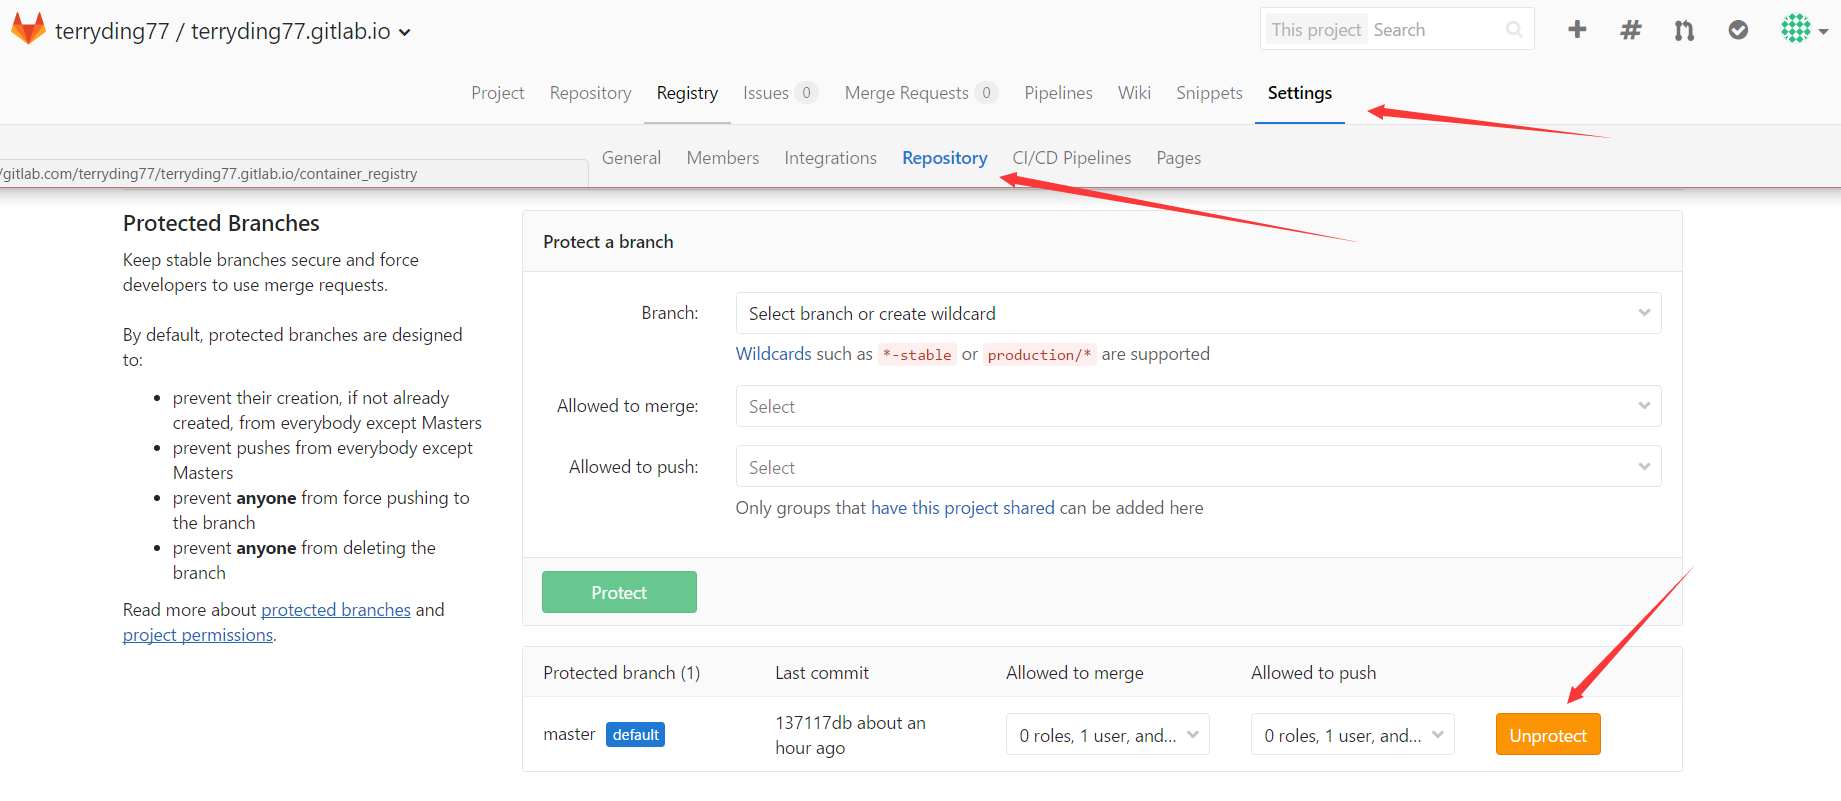 terryding77 / terryding77.gitlab.io
This project Search
Project Repository Registry Issues 0 Merge Requests 0 Pipelines Wiki Snippets Settings
General Members Integrations Repository CI/CD Pipelines Pages
/gitlab.com/terryding77/terryding77.gitlab.io/container_registry
Protected Branches
Keep stable branches secure and force
developers to use merge requests.
By default, protected branches are designed
to:
• prevent their creation, if not already
created, from everybody except Masters
• prevent pushes from everybody except
Masters
• prevent anyone from force pushing to
the branch
• prevent anyone from deleting the
branch
Read more about protected branches and
project permissions.
Protect a branch
Branch: Select branch or create wildcard
Wildcards such as *-stable or production/* are supported
Allowed to merge: Select
Allowed to push: Select
Only groups that have this project shared can be added here
Protect
Protected branch (1) Last commit Allowed to merge Allowed to push
master default 137117db about an
hour ago 0 roles, 1 user, and... 0 roles, 1 user, and... Unprotect